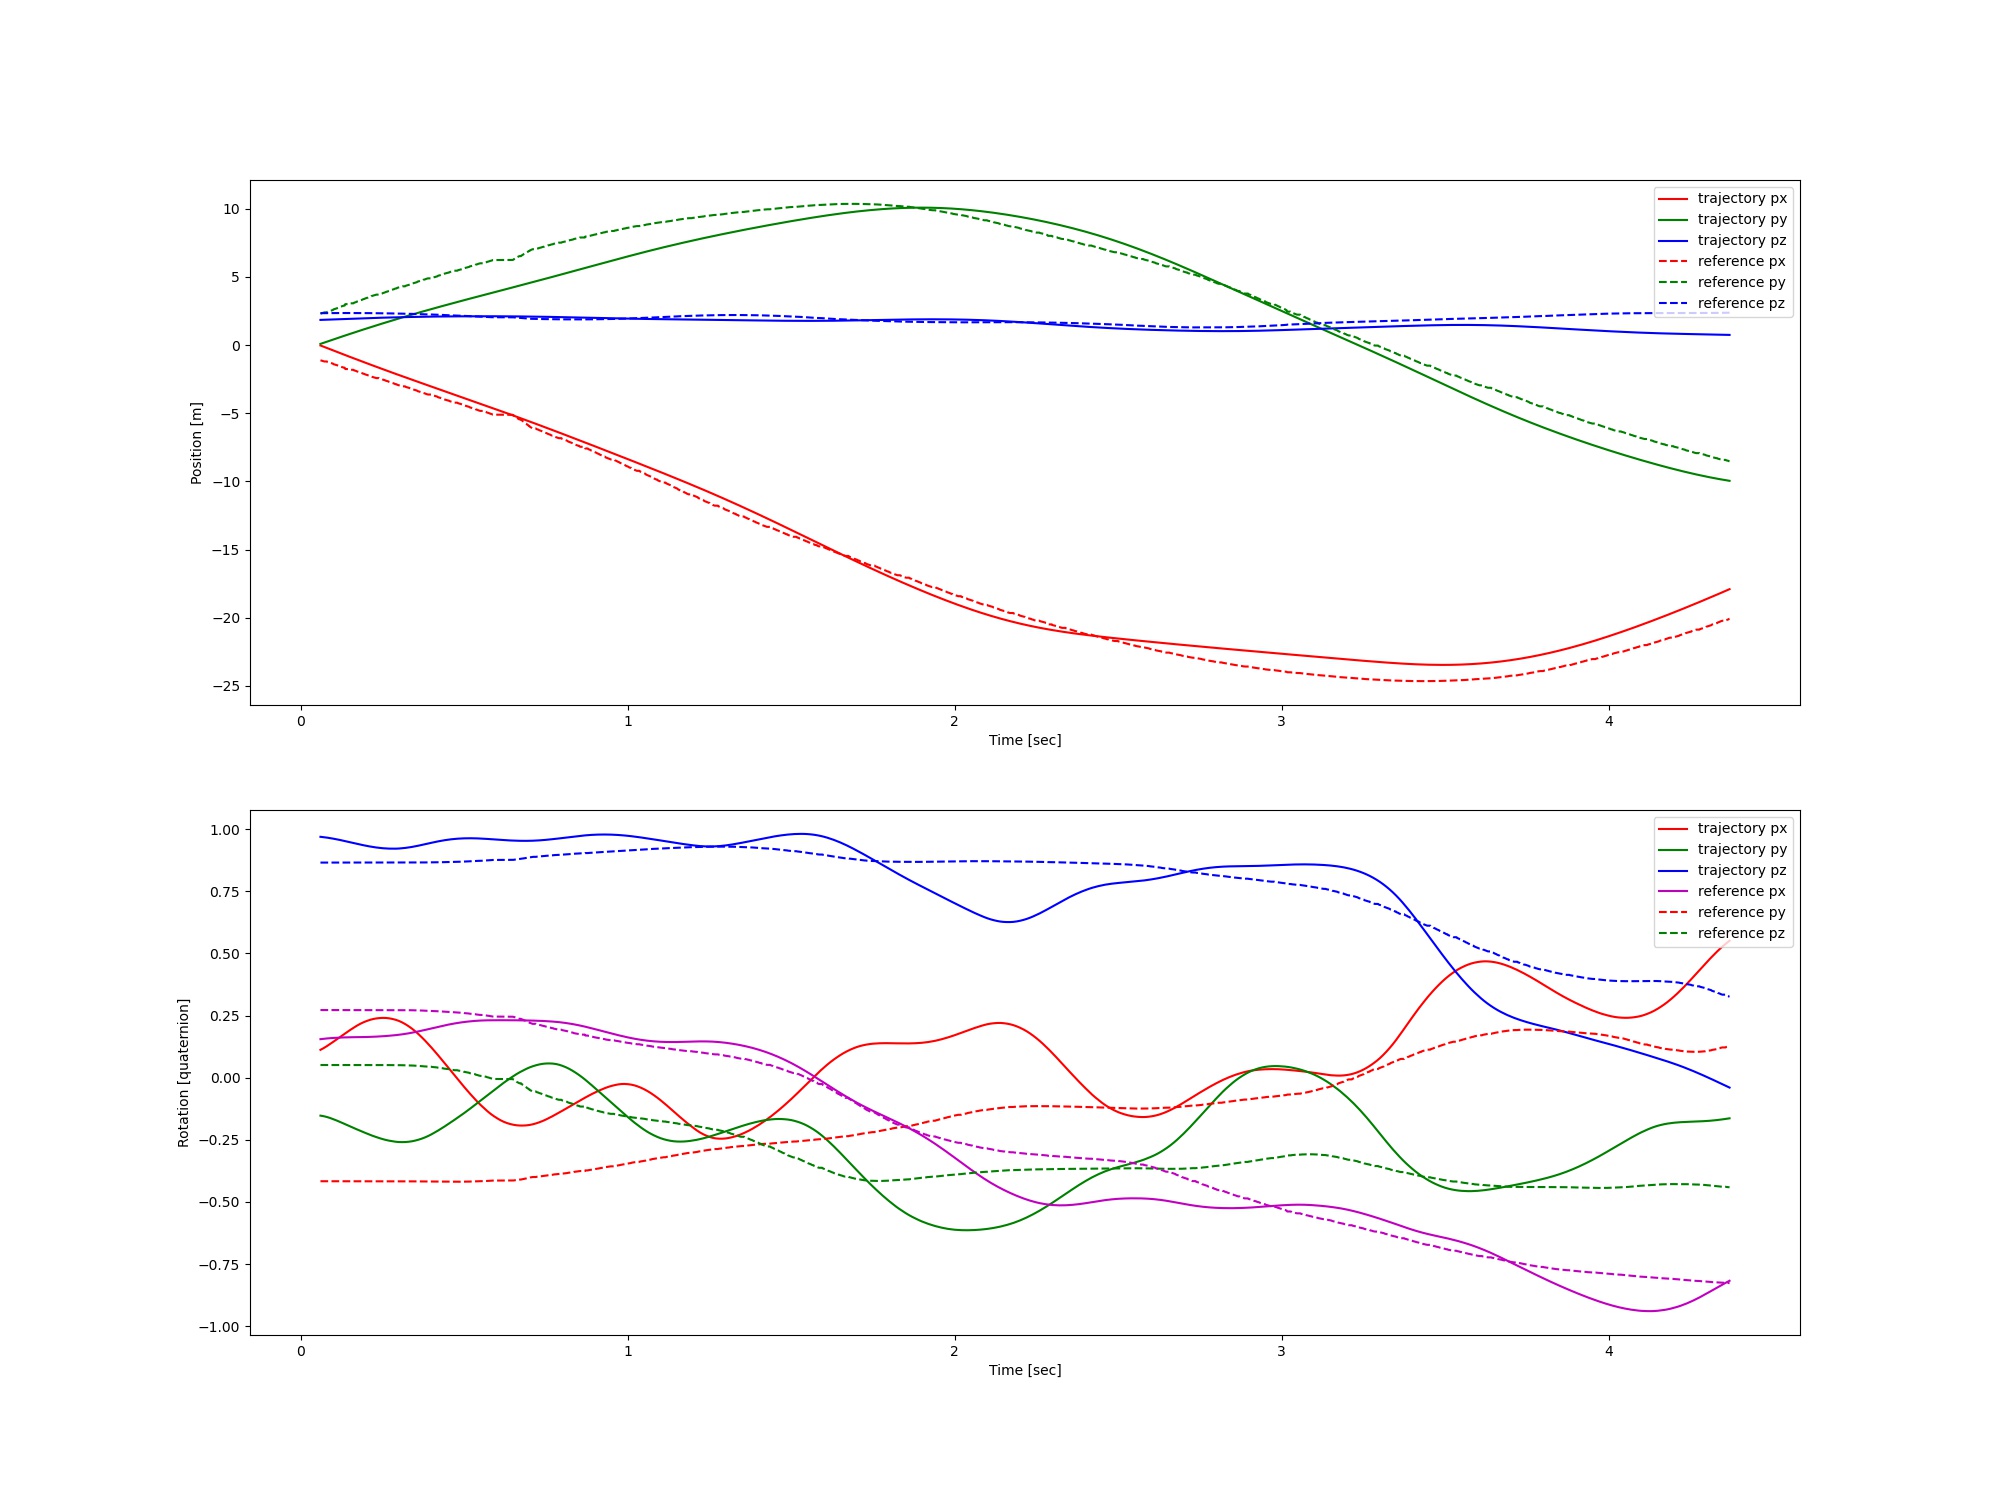 10
5
0
−5
−10
−15
−20
−25
Position [m]
0 1 2 3 4
Time [sec]
trajectory px
trajectory py
trajectory pz
reference px
reference py
reference pz
1.00
0.75
0.50
0.25
0.00
−0.25
−0.50
−0.75
−1.00
Rotation [quaternion]
0 1 2 3 4
Time [sec]
trajectory px
trajectory py
trajectory pz
reference px
reference py
reference pz